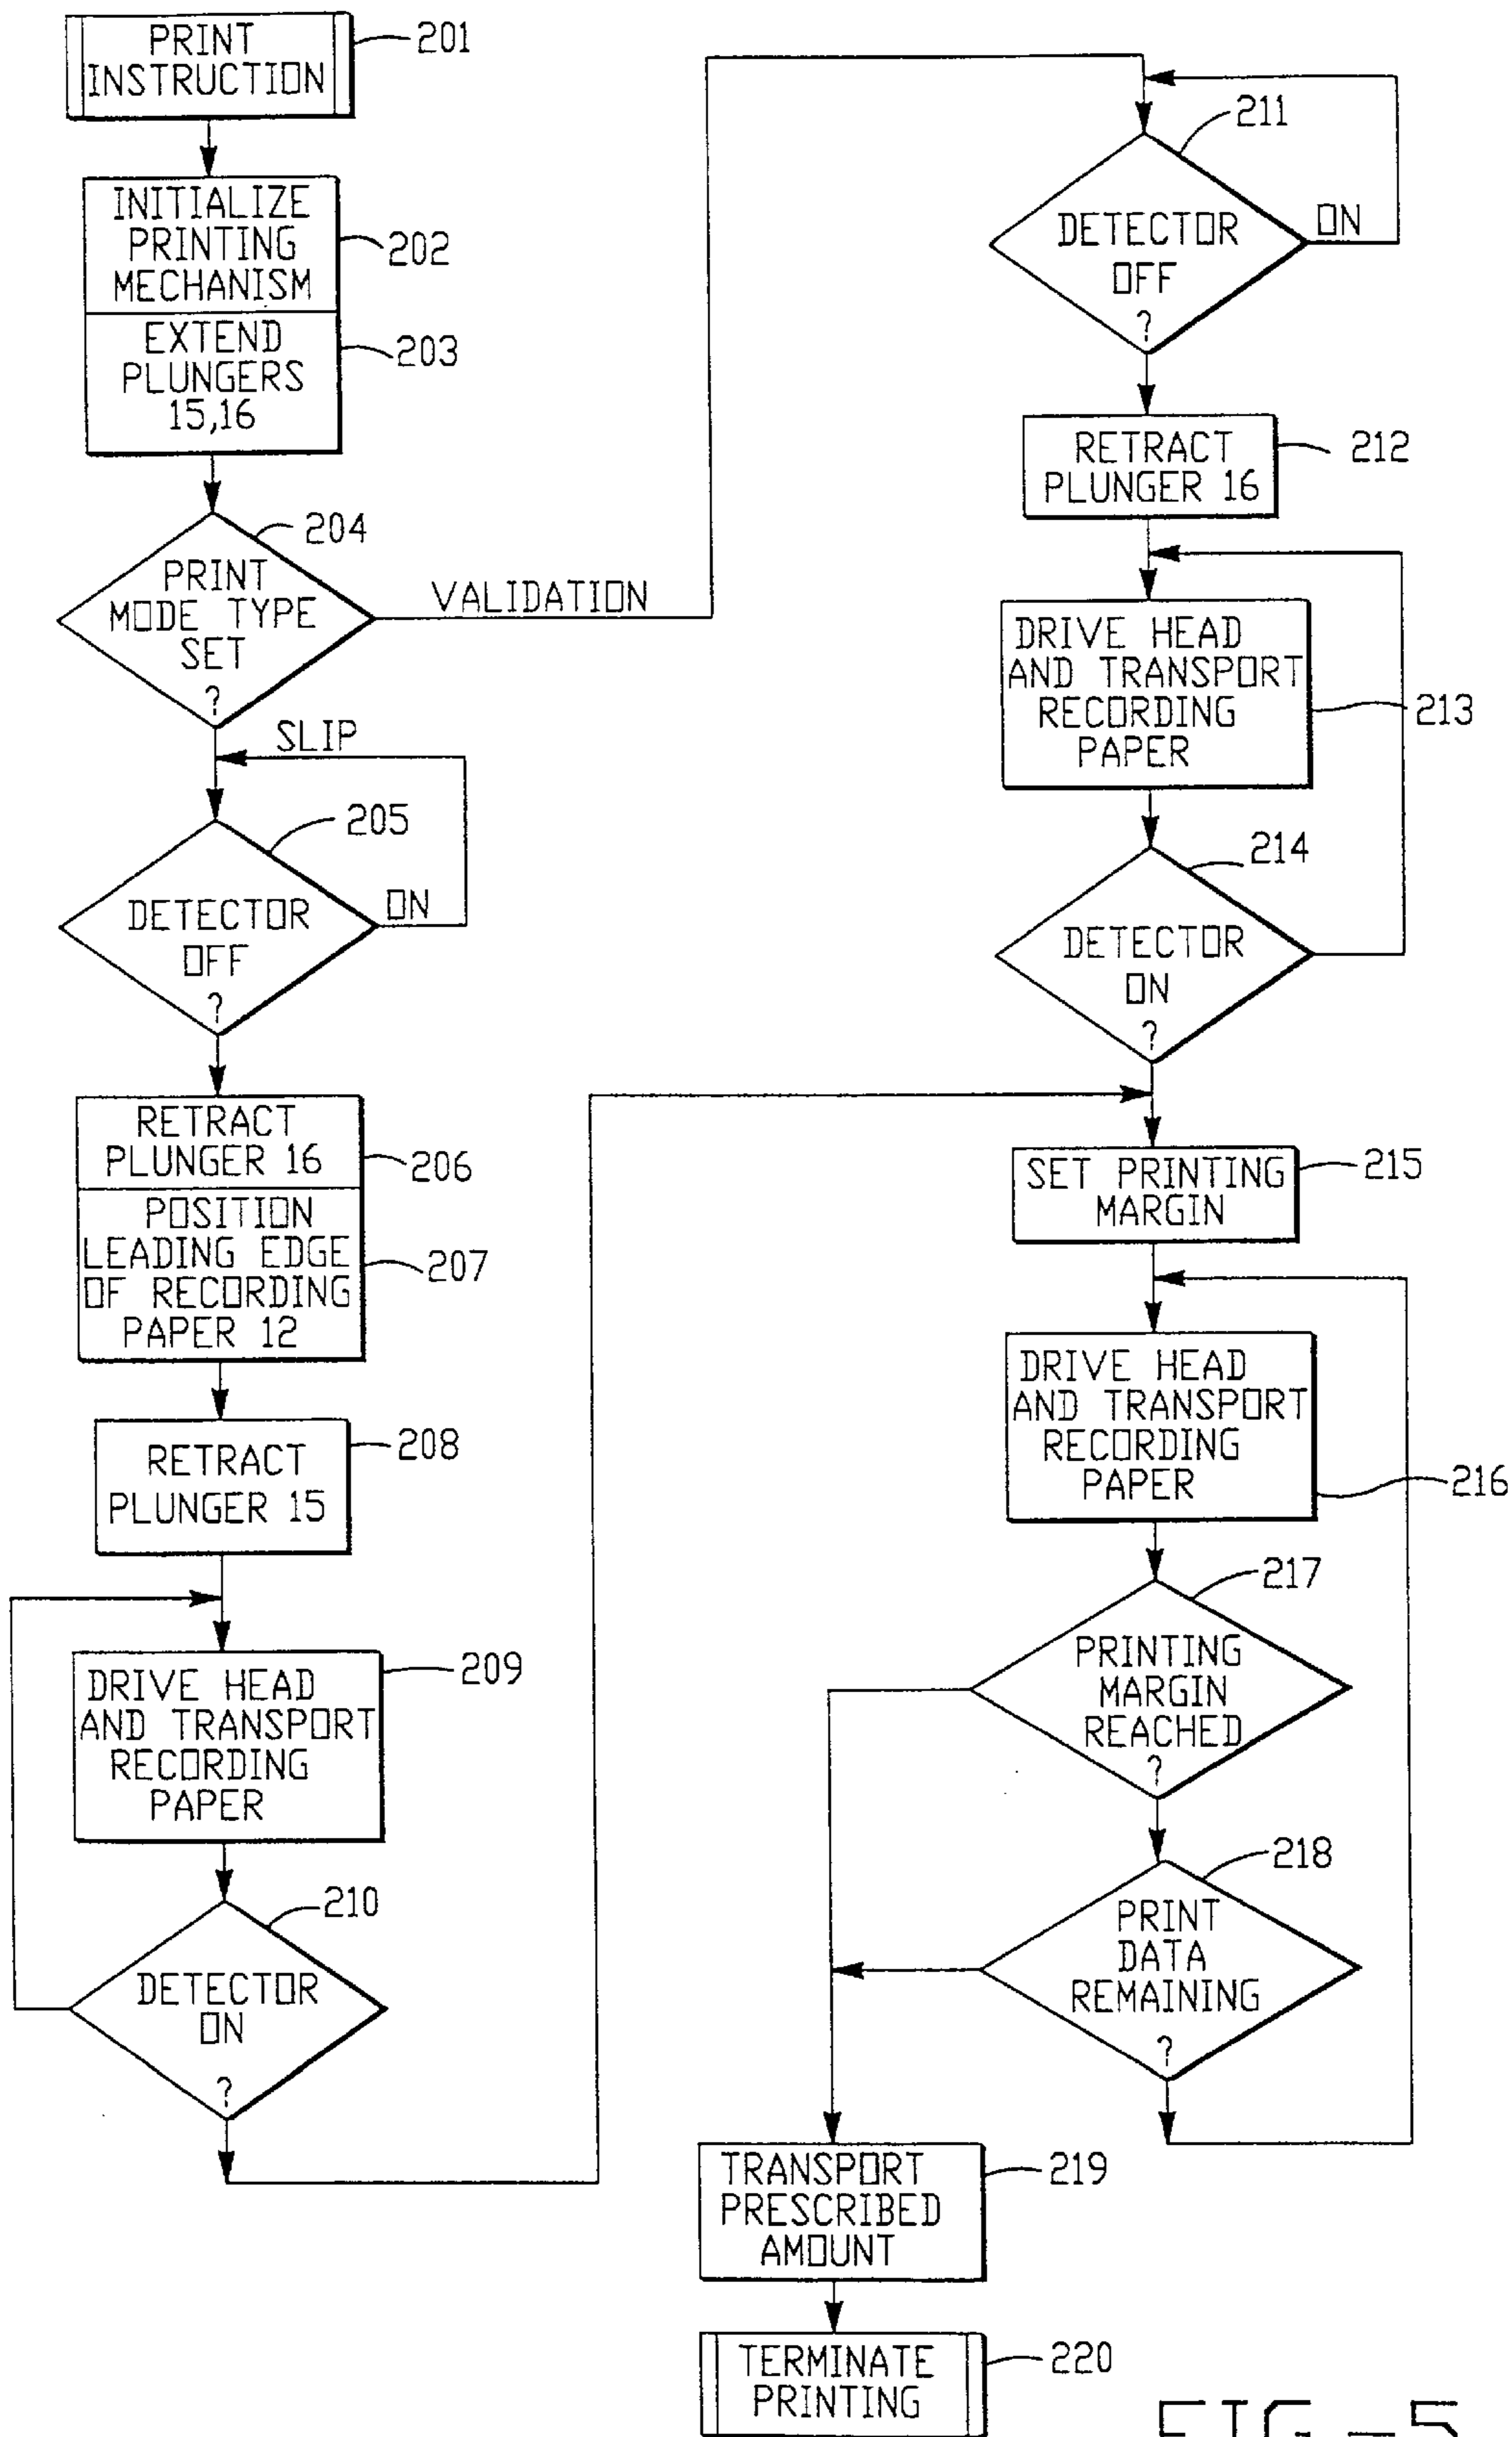 PRINT
INSTRUCTION
201
INITIALIZE
PRINTING
MECHANISM
202
EXTEND
PLUNGERS
15,16
203
PRINT
MODE TYPE
SET
?
204
VALIDATION
SLIP
DETECTOR
OFF
?
205
ON
RETRACT
PLUNGER 16
206
POSITION
LEADING EDGE
OF RECORDING
PAPER 12
207
RETRACT
PLUNGER 15
208
DRIVE HEAD
AND TRANSPORT
RECORDING
PAPER
209
DETECTOR
ON
?
210
DETECTOR
OFF
?
211
ON
RETRACT
PLUNGER 16
212
DRIVE HEAD
AND TRANSPORT
RECORDING
PAPER
213
DETECTOR
ON
?
214
SET PRINTING
MARGIN
215
DRIVE HEAD
AND TRANSPORT
RECORDING
PAPER
216
PRINTING
MARGIN
REACHED
?
217
PRINT
DATA
REMAINING
?
218
TRANSPORT
PRESCRIBED
AMOUNT
219
TERMINATE
PRINTING
220
FIG.-5